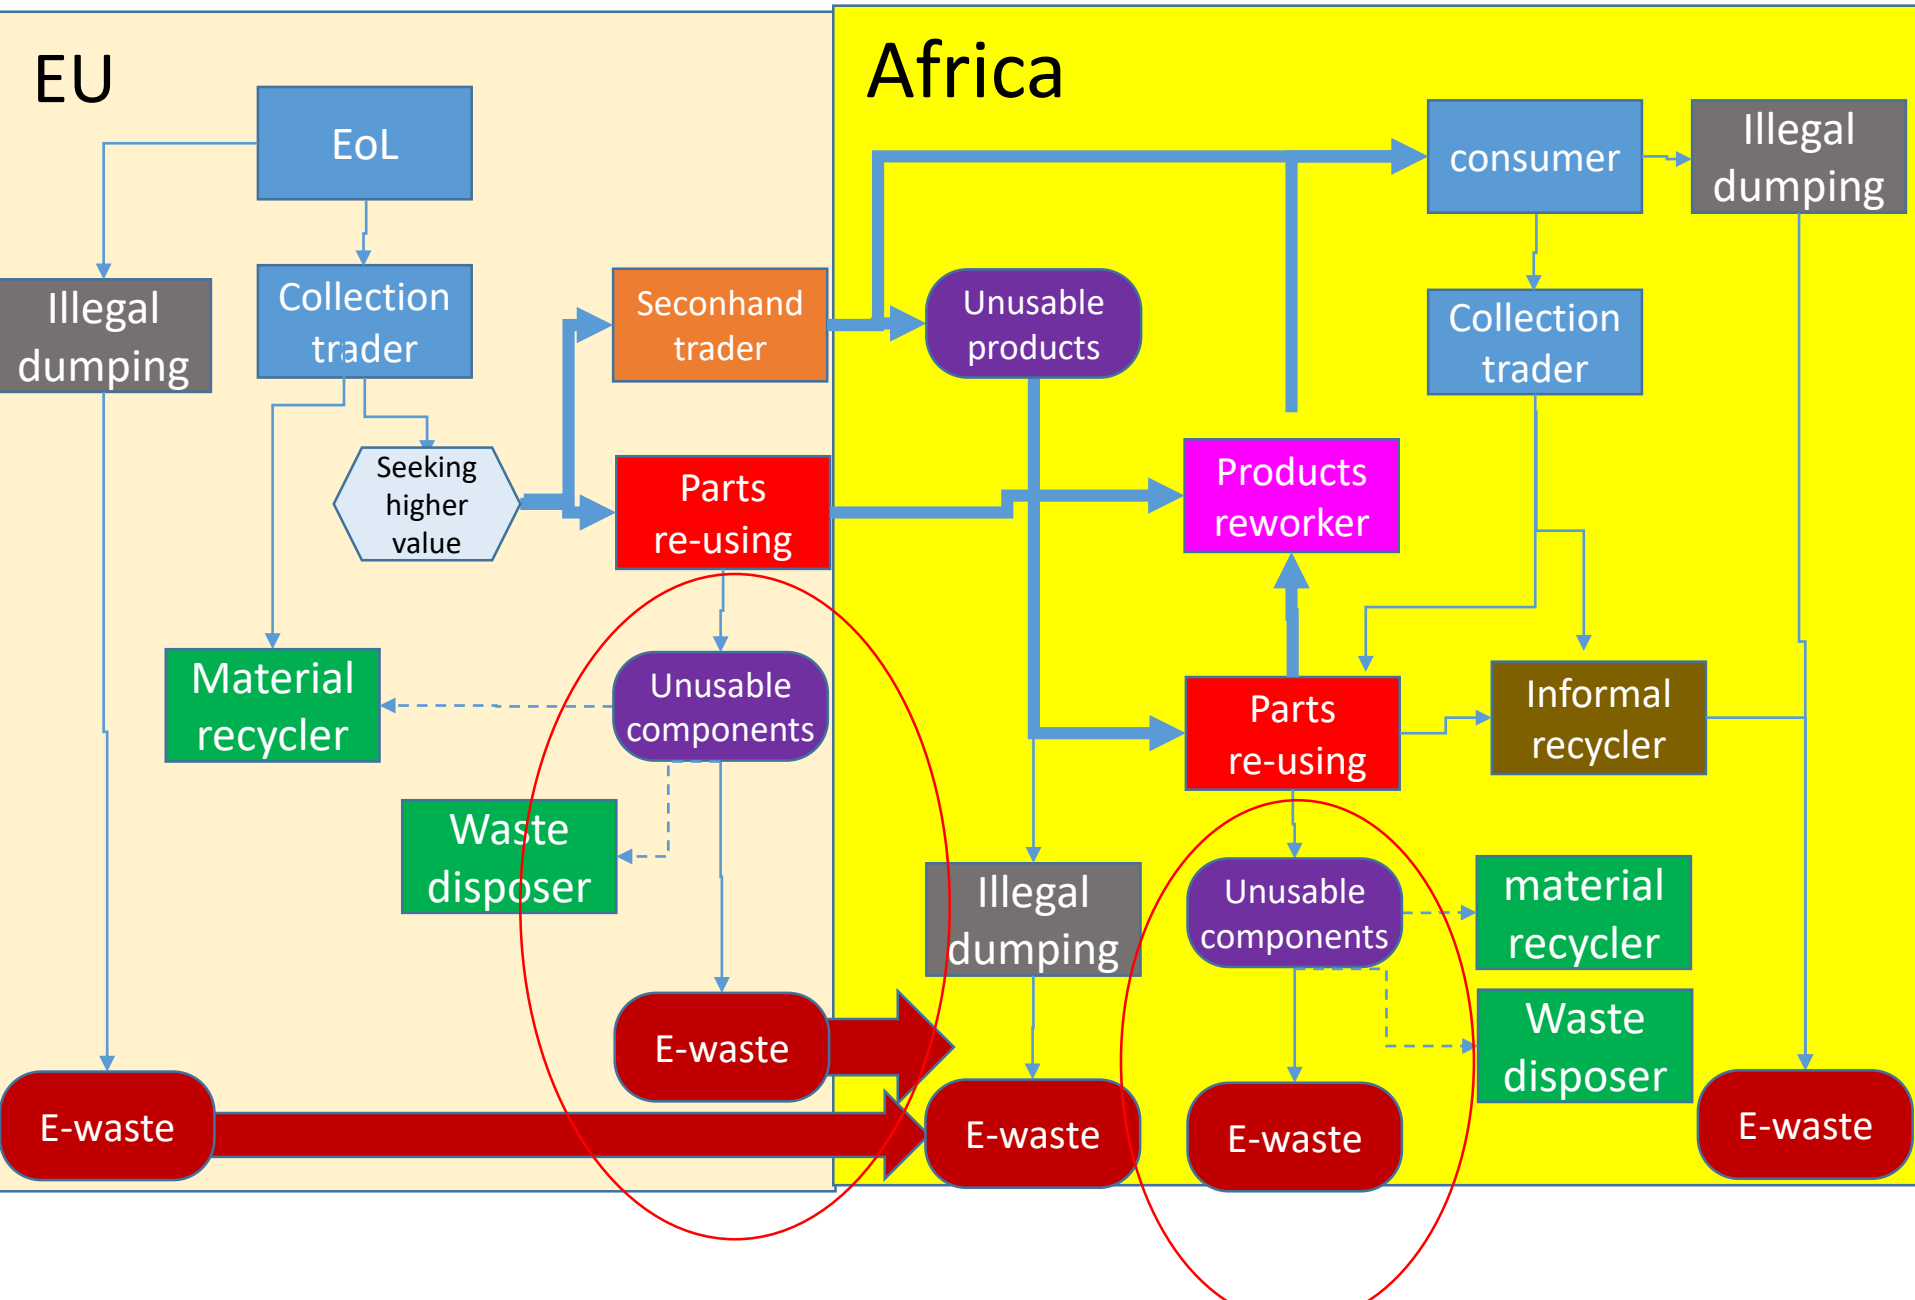 EU
Africa
EoL
consumer
Illegal
dumping
Illegal
dumping
Collection
trader
Seconhand
trader
Unusable
products
Collection
trader
Seeking
higher
value
Parts
re-using
Products
reworker
Material
recycler
Unusable
components
Parts
re-using
Informal
recycler
Waste
disposer
Illegal
dumping
Unusable
components
material
recycler
Waste
disposer
E-waste
E-waste
E-waste
E-waste
E-waste